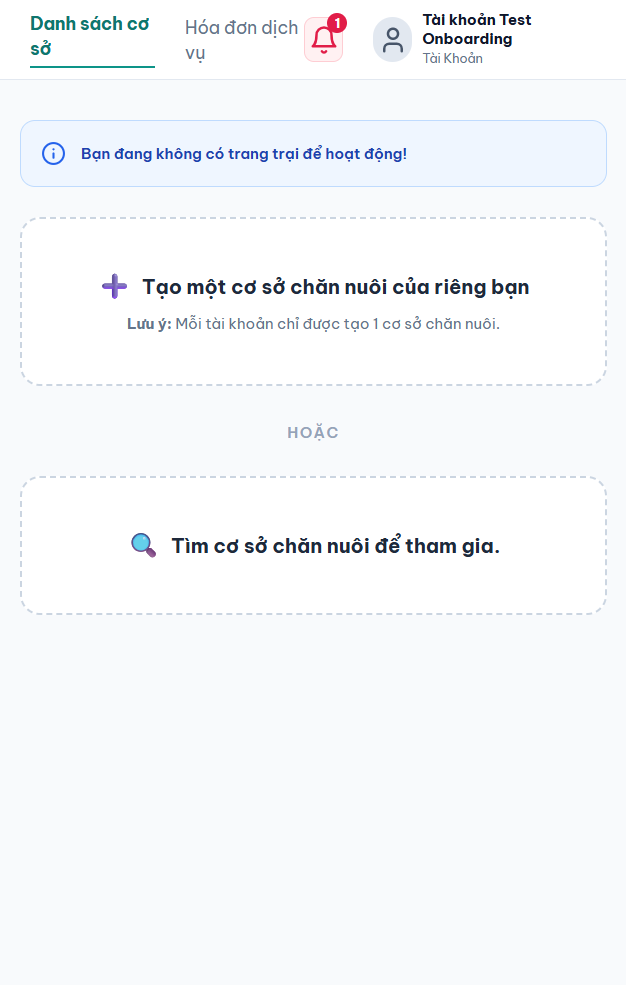 Danh sách cơ
sở
Hóa đơn dịch
vụ
1
Tài khoản Test
Onboarding
Tài Khoản
Bạn đang không có trang trại để hoạt động!
Tạo một cơ sở chăn nuôi của riêng bạn
Lưu ý: Mỗi tài khoản chỉ được tạo 1 cơ sở chăn nuôi.
HOẶC
Tìm cơ sở chăn nuôi để tham gia.